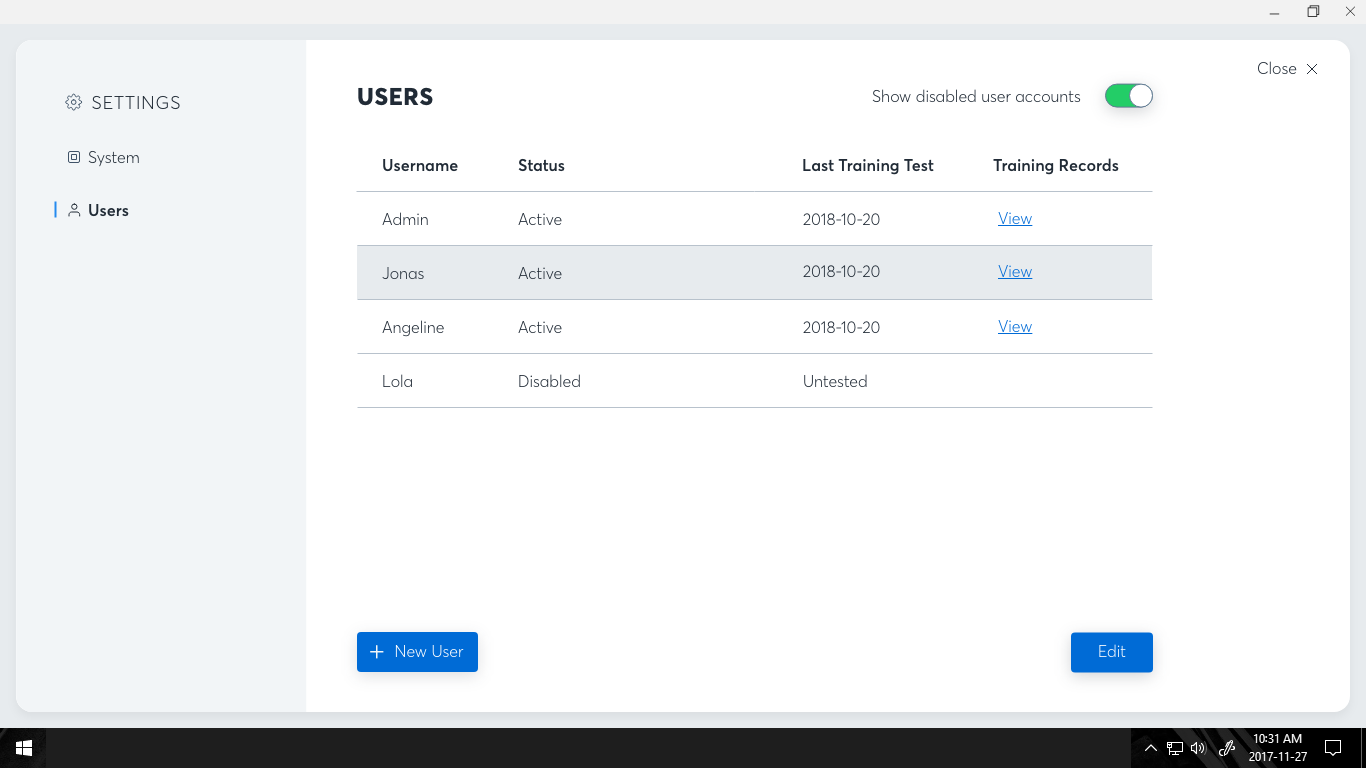 Close
SETTINGS
USERS
Show disabled user accounts
System
Users
Username Status Last Training Test Training Records
Admin Active 2018-10-20 View
Jonas Active 2018-10-20 View
Angeline Active 2018-10-20 View
Lola Disabled Untested
New User
Edit
10:31 AM
2017-11-27